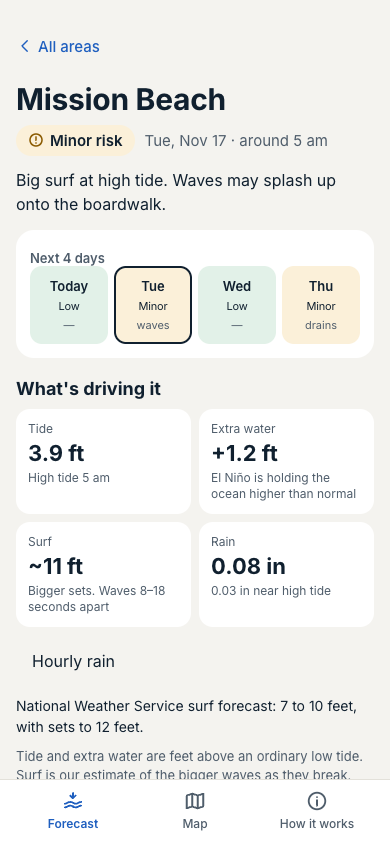 All areas
Mission Beach
Minor risk Tue, Nov 17 · around 5 am
Big surf at high tide. Waves may splash up
onto the boardwalk.
Next 4 days
Today Tue Wed Thu
Low Minor Low Minor
— waves — drains
What's driving it
Tide
3.9 ft
High tide 5 am
Extra water
+1.2 ft
El Niño is holding the
ocean higher than normal
Surf
~11 ft
Bigger sets. Waves 8–18
seconds apart
Rain
0.08 in
0.03 in near high tide
Hourly rain
National Weather Service surf forecast: 7 to 10 feet,
with sets to 12 feet.
Tide and extra water are feet above an ordinary low tide.
Surf is our estimate of the bigger waves as they break.
Forecast Map How it works